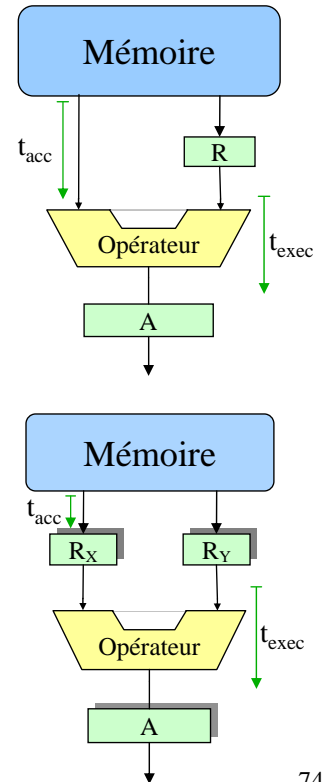 Mémoire
t_acc
R
Opérateur
t_exec
A
Mémoire
t_acc
R_X R_Y
Opérateur
t_exec
A
74